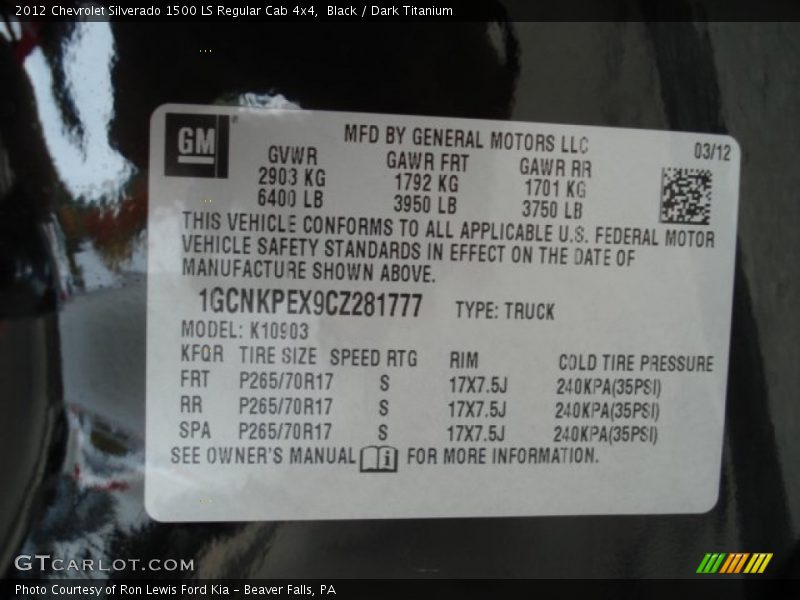 2012 Chevrolet Silverado 1500 LS Regular Cab 4x4, Black / Dark Titanium
GM
MFD BY GENERAL MOTORS LLC
03/12
GVWR GAWR FRT GAWR RR
2903 KG 1792 KG 1701 KG
6400 LB 3950 LB 3750 LB
THIS VEHICLE CONFORMS TO ALL APPLICABLE U.S. FEDERAL MOTOR
VEHICLE SAFETY STANDARDS IN EFFECT ON THE DATE OF
MANUFACTURE SHOWN ABOVE.
1GCNKPEX9CZ281777 TYPE: TRUCK
MODEL: K10903
KFQR TIRE SIZE SPEED RTG RIM COLD TIRE PRESSURE
FRT P265/70R17 S 17X7.5J 240KPA(35PSI)
RR P265/70R17 S 17X7.5J 240KPA(35PSI)
SPA P265/70R17 S 17X7.5J 240KPA(35PSI)
SEE OWNER'S MANUAL i FOR MORE INFORMATION.
GTCARLOT.COM
Photo Courtesy of Ron Lewis Ford Kia - Beaver Falls, PA